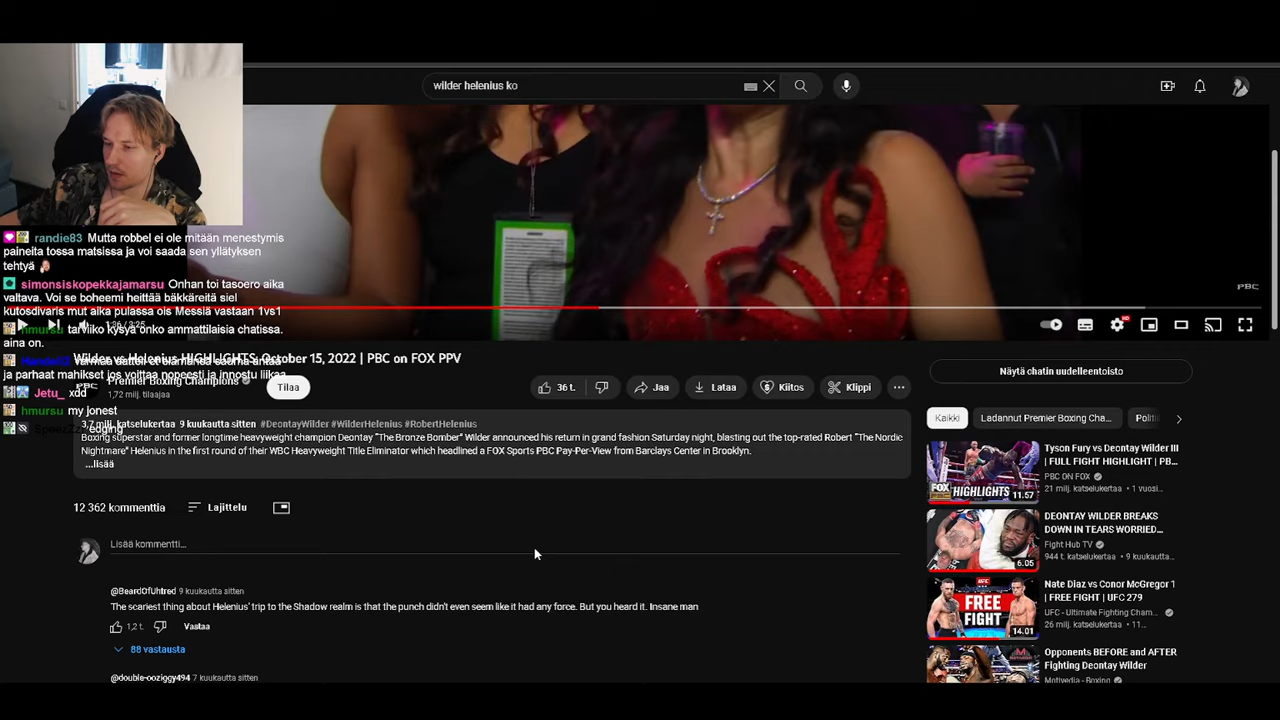 wilder helenius ko
PBC
randie83 Mutta robbel ei ole mitään menestymis
paineita tossa matsissa ja voi saada sen yllätyksen
tehtyä
simonsiskopekkajamarsu Onhan toi tasoero aika
valtava. Voi se boheemi heittää bäkkäreitä siel
kutosdivaris mut aika pulassa ois Messiä vastaan 1vs1
hmursu tarviiko kysyä onko ammattilaisia chatissa.
aina on.
ja parhaat mahikset jos voittaa nopeesti ja innostu liikaa
Jetu_ xdd
hmursu my jonest
SpeezZz edging
HD
Wilder vs Helenius HIGHLIGHTS: October 15, 2022 | PBC on FOX PPV
Premier Boxing Champions
1,72 milj. tilaajaa
Tilaa
36 t.
Jaa
Lataa
Kiitos
Klippi
3,7 milj. katselukertaa 9 kuukautta sitten #DeontayWilder #WilderHelenius #RobertHelenius
Boxing superstar and former longtime heavyweight champion Deontay "The Bronze Bomber" Wilder announced his return in grand fashion Saturday night, blasting out the top-rated Robert "The Nordic
Nightmare" Helenius in the first round of their WBC Heavyweight Title Eliminator which headlined a FOX Sports PBC Pay-Per-View from Barclays Center in Brooklyn.
...lisää
12 362 kommenttia Lajittelu
Lisää kommentti...
@BeardOfUhtred 9 kuukautta sitten
The scariest thing about Helenius' trip to the Shadow realm is that the punch didn't even seem like it had any force. But you heard it. Insane man
1,2 t. Vastaa
88 vastausta
@double-ooziggy494 7 kuukautta sitten
Näytä chatin uudelleentoisto
Kaikki
Ladannut Premier Boxing Cha...
Tyson Fury vs Deontay Wilder III
| FULL FIGHT HIGHLIGHT | PB...
PBC ON FOX
21 milj. katselukertaa • 1 vuosi...
FOX
HIGHLIGHTS
11.57
DEONTAY WILDER BREAKS
DOWN IN TEARS WORRIED...
Fight Hub TV
944 t. katselukertaa • 9 kuukautta...
6.05
Nate Diaz vs Conor McGregor 1
| FREE FIGHT | UFC 279
UFC - Ultimate Fighting Cham...
26 milj. katselukertaa • 11...
UFC
FREE
FIGHT
14.01
Opponents BEFORE and AFTER
Fighting Deontay Wilder
Motivedia - Boxing